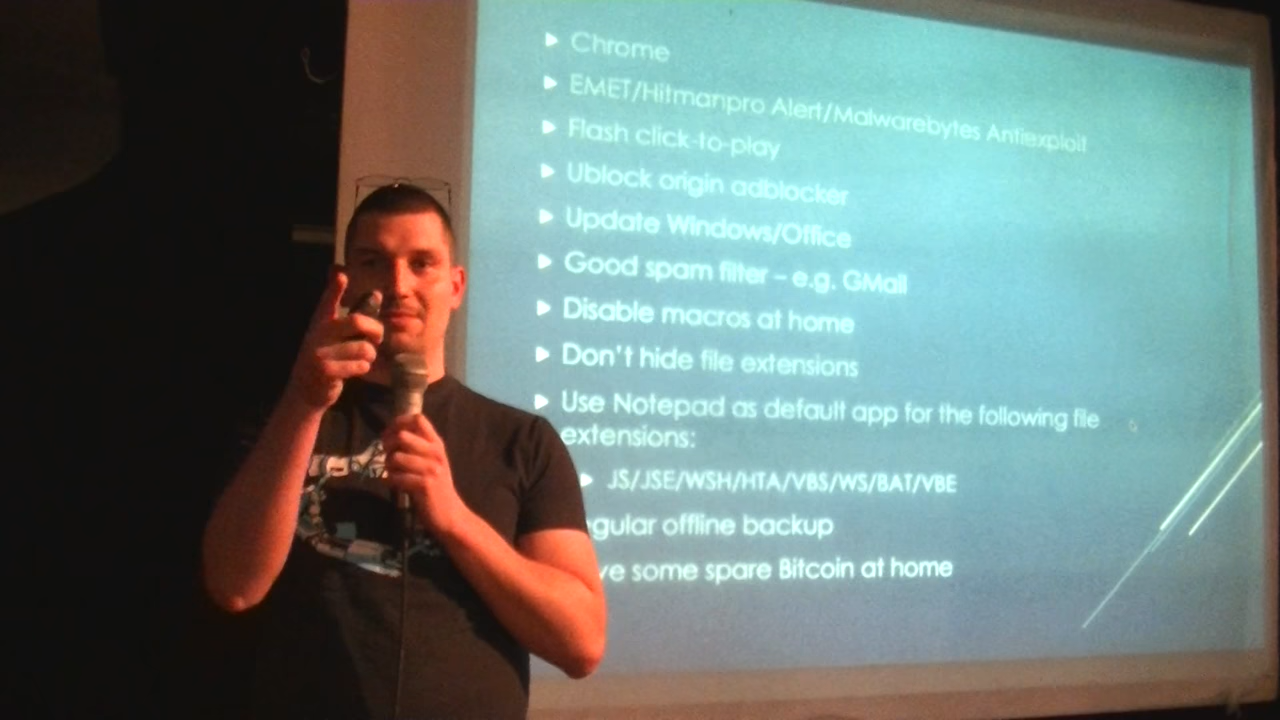 Chrome
EMET/Hitmanpro Alert/Malwarebytes Antiexploit
Flash click-to-play
Ublock origin adblocker
Update Windows/Office
Good spam filter – e.g. GMail
Disable macros at home
Don't hide file extensions
Use Notepad as default app for the following file
extensions:
JS/JSE/WSH/HTA/VBS/WS/BAT/VBE
gular offline backup
ve some spare Bitcoin at home